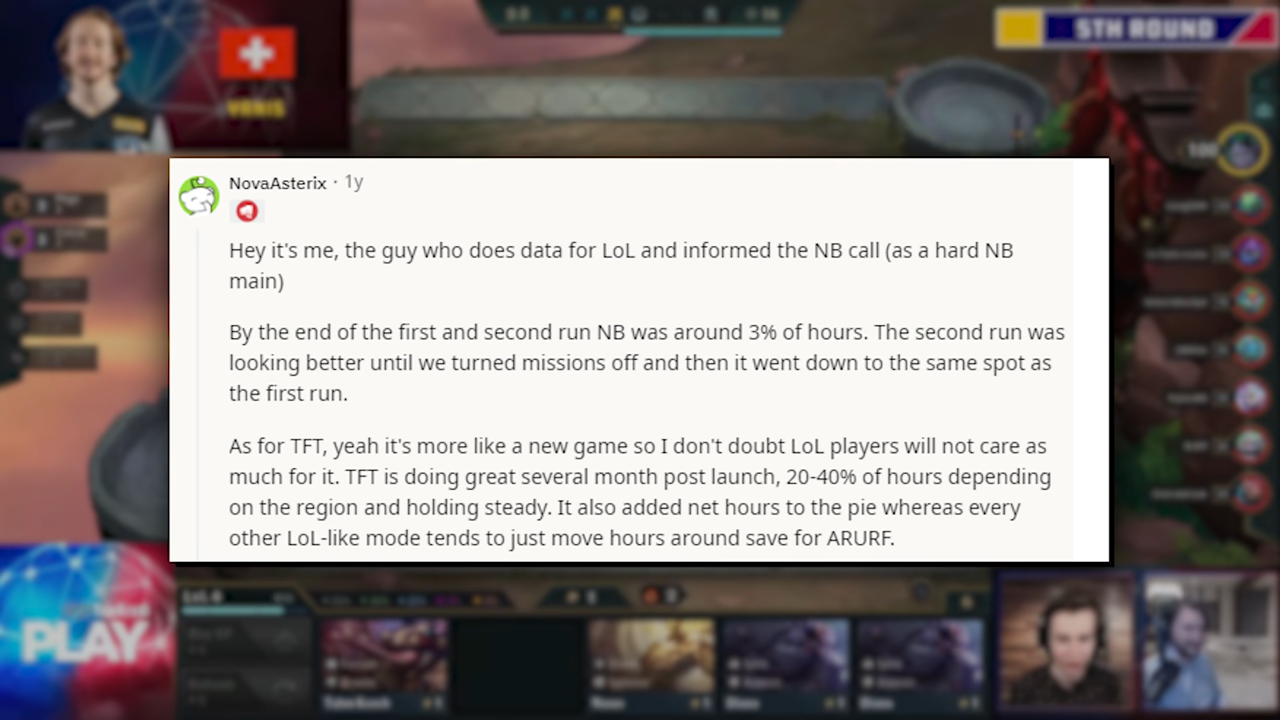 5TH ROUND
NovaAsterix · 1y
Hey it's me, the guy who does data for LoL and informed the NB call (as a hard NB
main)
By the end of the first and second run NB was around 3% of hours. The second run was
looking better until we turned missions off and then it went down to the same spot as
the first run.
As for TFT, yeah it's more like a new game so I don't doubt LoL players will not care as
much for it. TFT is doing great several month post launch, 20-40% of hours depending
on the region and holding steady. It also added net hours to the pie whereas every
other LoL-like mode tends to just move hours around save for ARURF.
PLAY